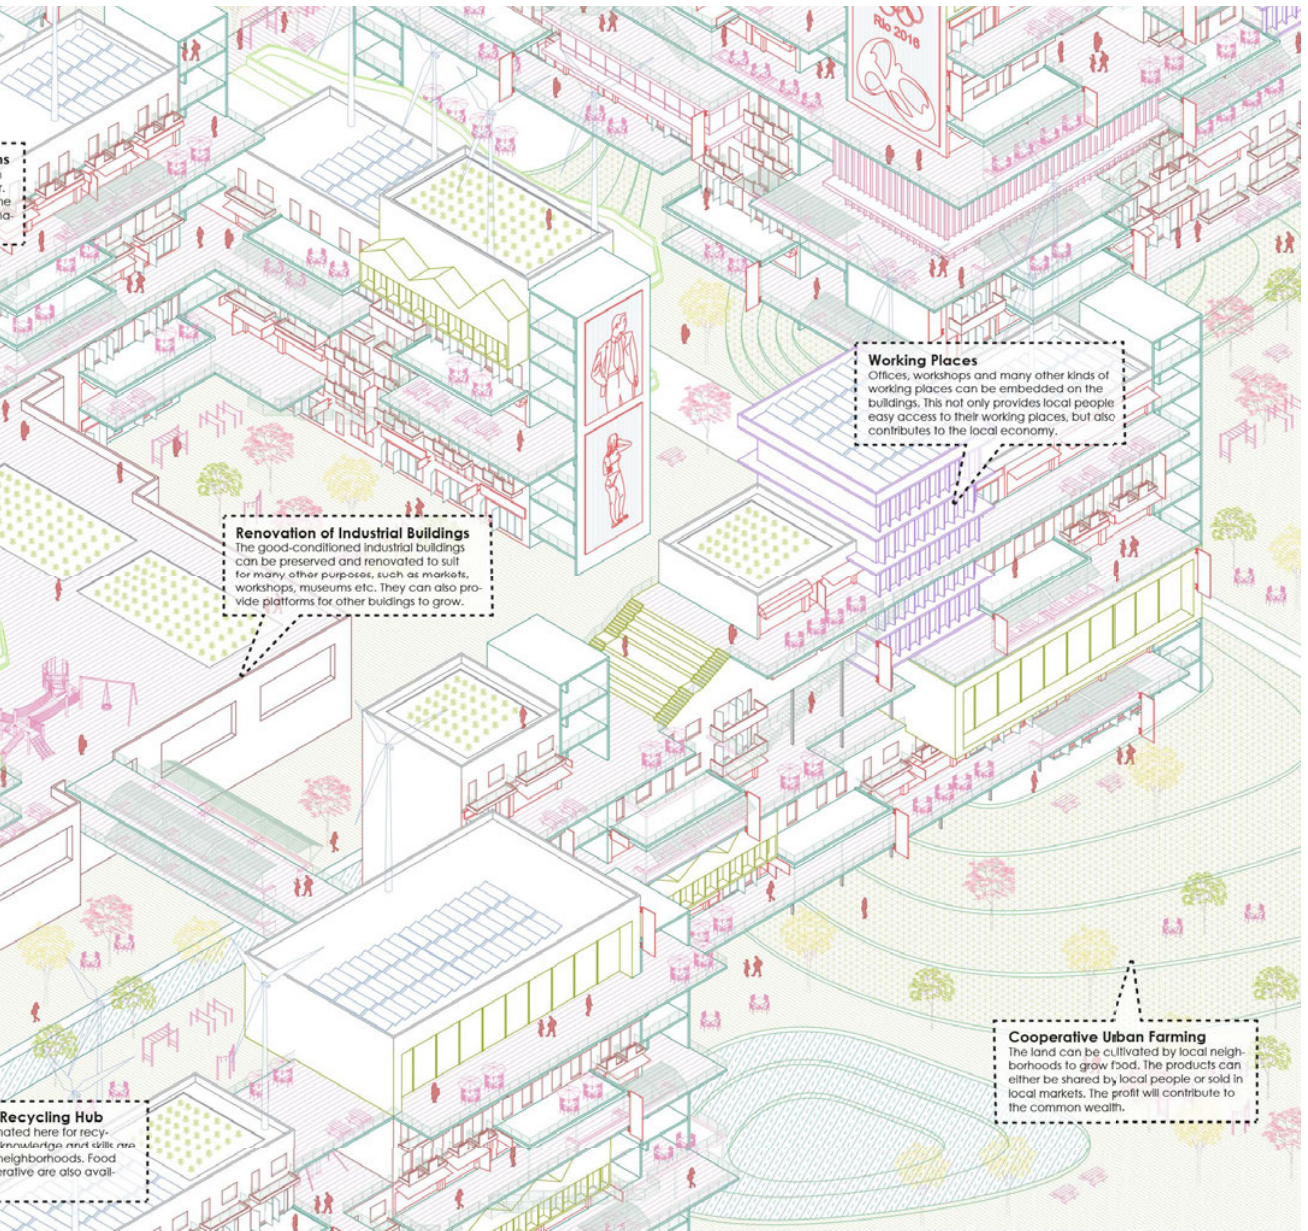 Rio 2016
ns
r.
ne
na-
Working Places
Offices, workshops and many other kinds of
working places can be embedded on the
buildings. This not only provides local people
easy access to their working places, but also
contributes to the local economy.
Renovation of Industrial Buildings
The good-conditioned industrial buildings
can be preserved and renovated to suit
for many other purposes, such as markets,
workshops, museums etc. They can also pro-
vide platforms for other buidings to grow.
Cooperative Urban Farming
The land can be cultivated by local neigh-
borhoods to grow food. The products can
either be shared by local people or sold in
local markets. The profit will contribute to
the common wealth.
Recycling Hub
nated here for recy-
knowledge and skills are
neighborhoods. Food
erative are also avail-